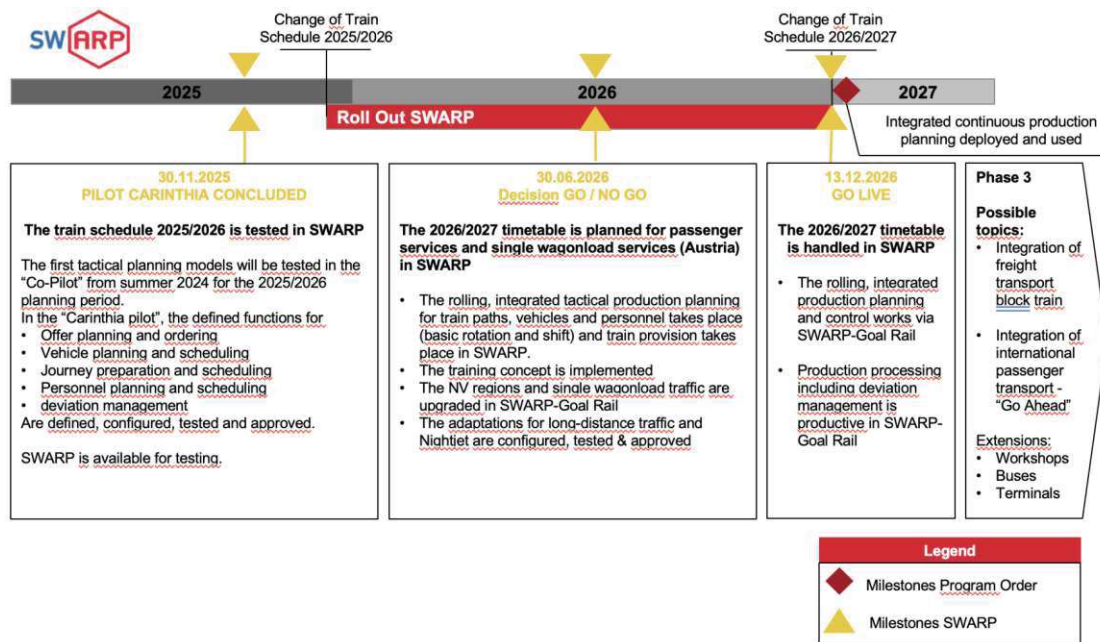 SWARP
Change of Train
Schedule 2025/2026
Change of Train
Schedule 2026/2027
2025
2026
2027
Roll Out SWARP
Integrated continuous production
planning deployed and used
30.11.2025
PILOT CARINTHIA CONCLUDED
The train schedule 2025/2026 is tested in SWARP
The first tactical planning models will be tested in the
“Co-Pilot” from summer 2024 for the 2025/2026
planning period.
In the “Carinthia pilot”, the defined functions for
• Offer planning and ordering
• Vehicle planning and scheduling
• Journey preparation and scheduling
• Personnel planning and scheduling
• deviation management
Are defined, configured, tested and approved.
SWARP is available for testing.
30.06.2026
Decision GO / NO GO
The 2026/2027 timetable is planned for passenger
services and single wagonload services (Austria)
in SWARP
• The rolling, integrated tactical production planning
for train paths, vehicles and personnel takes place
(basic rotation and shift) and train provision takes
place in SWARP.
• The training concept is implemented
• The NV regions and single wagonload traffic are
upgraded in SWARP-Goal Rail
• The adaptations for long-distance traffic and
Nightjet are configured, tested & approved
13.12.2026
GO LIVE
The 2026/2027 timetable
is handled in SWARP
• The rolling, integrated
production planning
and control works via
SWARP-Goal Rail
• Production processing
including deviation
management is
productive in SWARP-
Goal Rail
Phase 3
Possible
topics:
• Integration of
freight
transport
block train
• Integration of
international
passenger
transport -
“Go Ahead”
Extensions:
• Workshops
• Buses
• Terminals
Legend
Milestones Program Order
Milestones SWARP